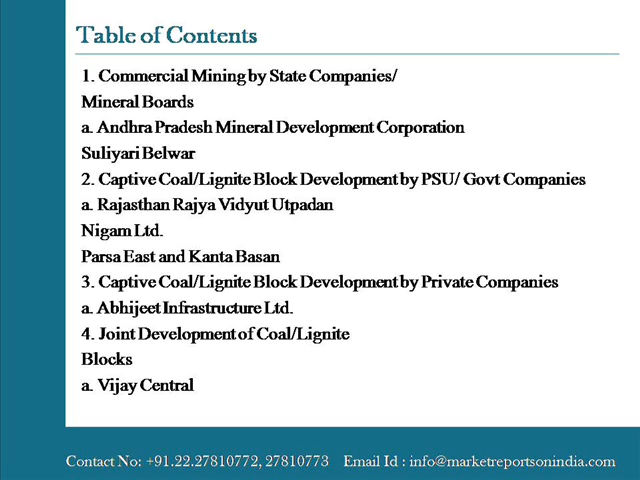 Table of Contents
1. Commercial Mining by State Companies/
Mineral Boards
a. Andhra Pradesh Mineral Development Corporation
Suliyari Belwar
2. Captive Coal/Lignite Block Development by PSU/ Govt Companies
a. Rajasthan Rajya Vidyut Utpadan
Nigam Ltd.
Parsa East and Kanta Basan
3. Captive Coal/Lignite Block Development by Private Companies
a. Abhijeet Infrastructure Ltd.
4. Joint Development of Coal/Lignite
Blocks
a. Vijay Central
Contact No: +91.22.27810772, 27810773 Email Id : info@marketreportsonindia.com